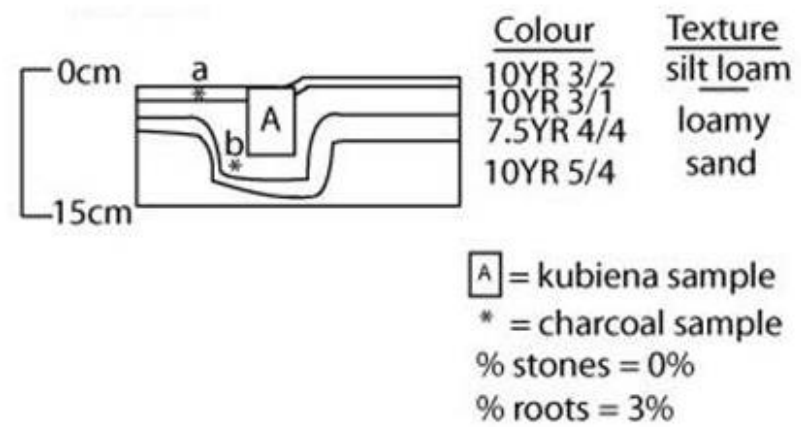 Colour Texture
0cm a 10YR 3/2 silt loam
10YR 3/1
A 7.5YR 4/4 loamy
b 10YR 5/4 sand
15cm
A = kubiena sample
* = charcoal sample
% stones = 0%
% roots = 3%